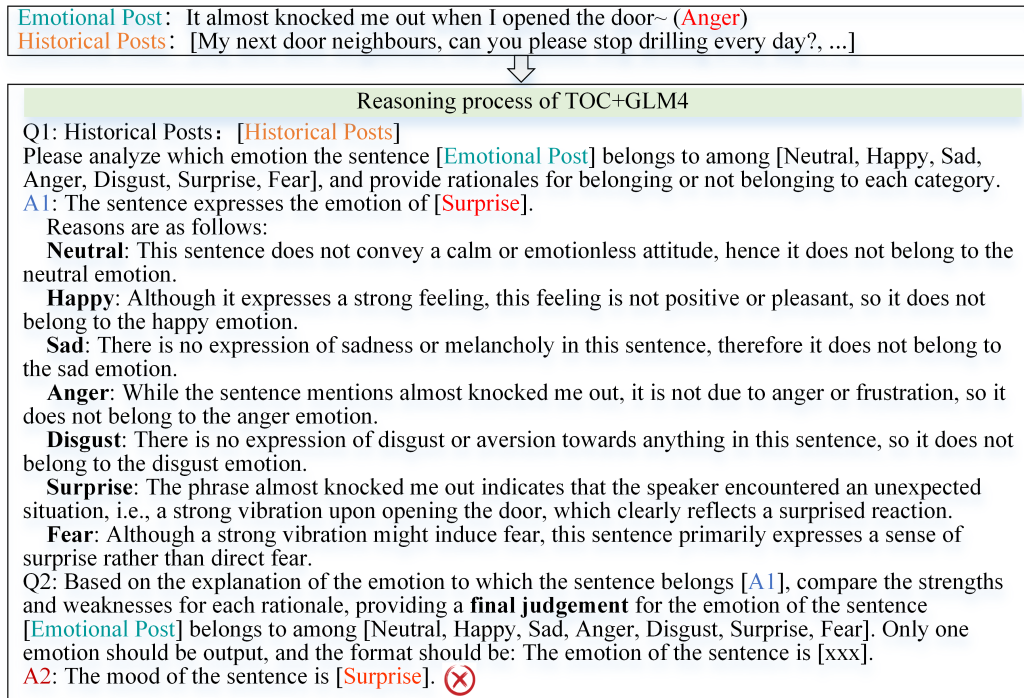 Emotional Post： It almost knocked me out when I opened the door~ (Anger)
Historical Posts： [My next door neighbours, can you please stop drilling every day?, ...]
Reasoning process of TOC+GLM4
Q1: Historical Posts： [Historical Posts]
Please analyze which emotion the sentence [Emotional Post] belongs to among [Neutral, Happy, Sad,
Anger, Disgust, Surprise, Fear], and provide rationales for belonging or not belonging to each category.
A1: The sentence expresses the emotion of [Surprise].
Reasons are as follows:
Neutral: This sentence does not convey a calm or emotionless attitude, hence it does not belong to the
neutral emotion.
Happy: Although it expresses a strong feeling, this feeling is not positive or pleasant, so it does not
belong to the happy emotion.
Sad: There is no expression of sadness or melancholy in this sentence, therefore it does not belong to
the sad emotion.
Anger: While the sentence mentions almost knocked me out, it is not due to anger or frustration, so it
does not belong to the anger emotion.
Disgust: There is no expression of disgust or aversion towards anything in this sentence, so it does not
belong to the disgust emotion.
Surprise: The phrase almost knocked me out indicates that the speaker encountered an unexpected
situation, i.e., a strong vibration upon opening the door, which clearly reflects a surprised reaction.
Fear: Although a strong vibration might induce fear, this sentence primarily expresses a sense of
surprise rather than direct fear.
Q2: Based on the explanation of the emotion to which the sentence belongs [A1], compare the strengths
and weaknesses for each rationale, providing a final judgement for the emotion of the sentence
[Emotional Post] belongs to among [Neutral, Happy, Sad, Anger, Disgust, Surprise, Fear]. Only one
emotion should be output, and the format should be: The emotion of the sentence is [xxx].
A2: The mood of the sentence is [Surprise].